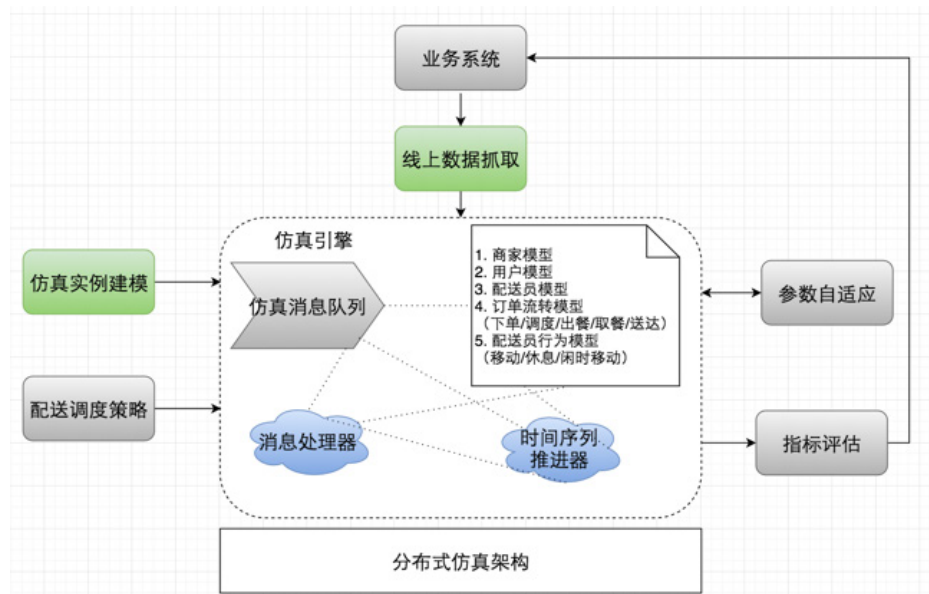 业务系统
线上数据抓取
仿真引擎
仿真实例建模
仿真消息队列
1. 商家模型
2. 用户模型
3. 配送员模型
4. 订单流转模型
（下单/调度/出餐/取餐/送达）
5. 配送员行为模型
（移动/休息/闲时移动）
参数自适应
配送调度策略
消息处理器
时间序列
推进器
指标评估
分布式仿真架构